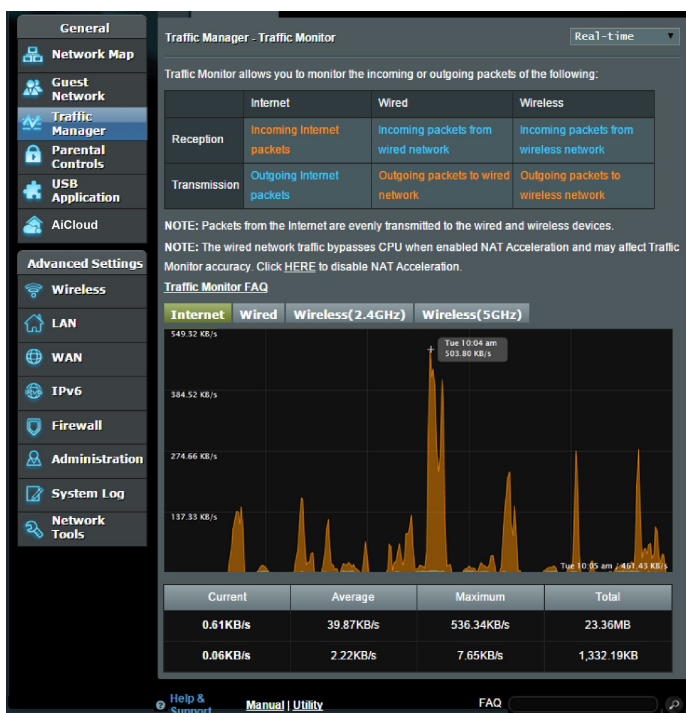 General
Network Map
Guest
Network
Traffic
Manager
Parental
Controls
USB
Application
AiCloud
Advanced Settings
Wireless
LAN
WAN
IPv6
Firewall
Administration
System Log
Network
Tools
Traffic Manager - Traffic Monitor
Real-time
Traffic Monitor allows you to monitor the incoming or outgoing packets of the following:
Internet Wired Wireless
Reception
Incoming Internet packets
Incoming packets from wired network
Incoming packets from wireless network
Transmission
Outgoing Internet packets
Outgoing packets to wired network
Outgoing packets to wireless network
NOTE: Packets from the Internet are evenly transmitted to the wired and wireless devices.
NOTE: The wired network traffic bypasses CPU when enabled NAT Acceleration and may affect Traffic
Monitor accuracy. Click HERE to disable NAT Acceleration.
Traffic Monitor FAQ
Internet Wired Wireless(2.4GHz) Wireless(5GHz)
549.32 KB/s
Tue 10:04 am
503.80 KB/s
384.52 KB/s
274.66 KB/s
137.33 KB/s
Tue 10:05 am / 461.43 KB/s
Current Average Maximum Total
0.61KB/s 39.87KB/s 536.34KB/s 23.36MB
0.06KB/s 2.22KB/s 7.65KB/s 1,332.19KB
Help &
Support
Manual | Utility
FAQ